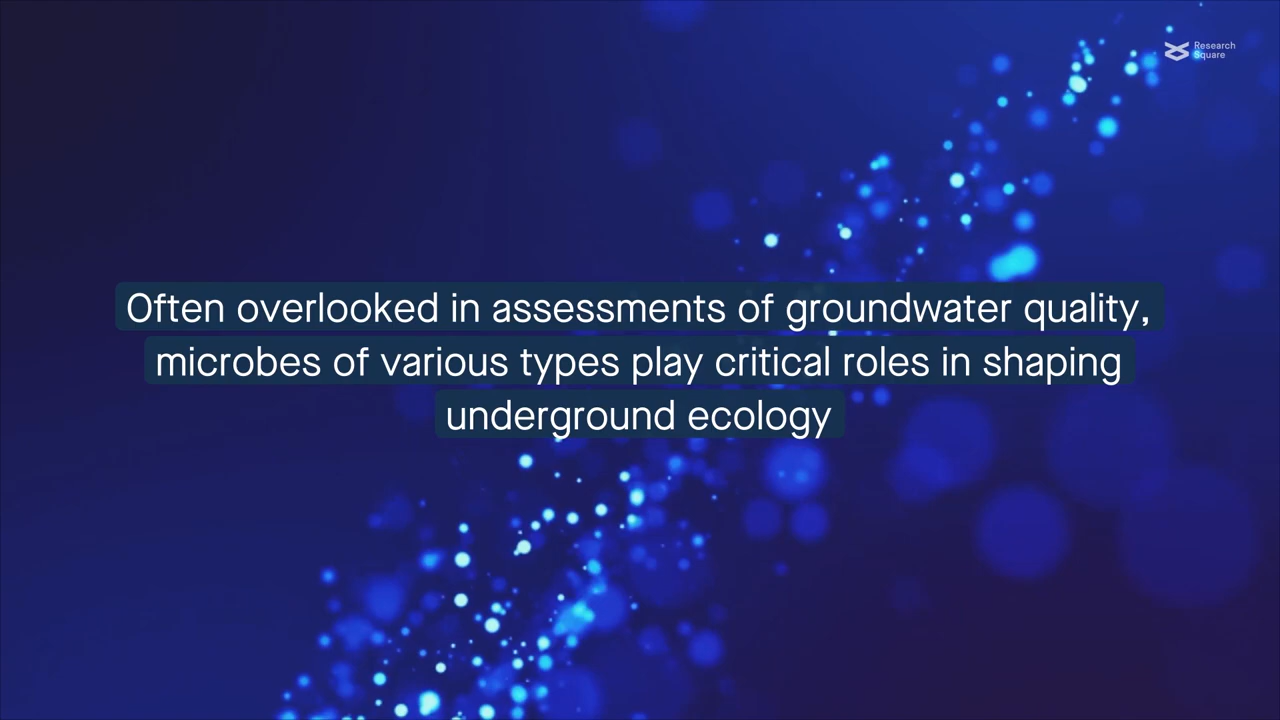 Research
Square
Often overlooked in assessments of groundwater quality,
microbes of various types play critical roles in shaping
underground ecology